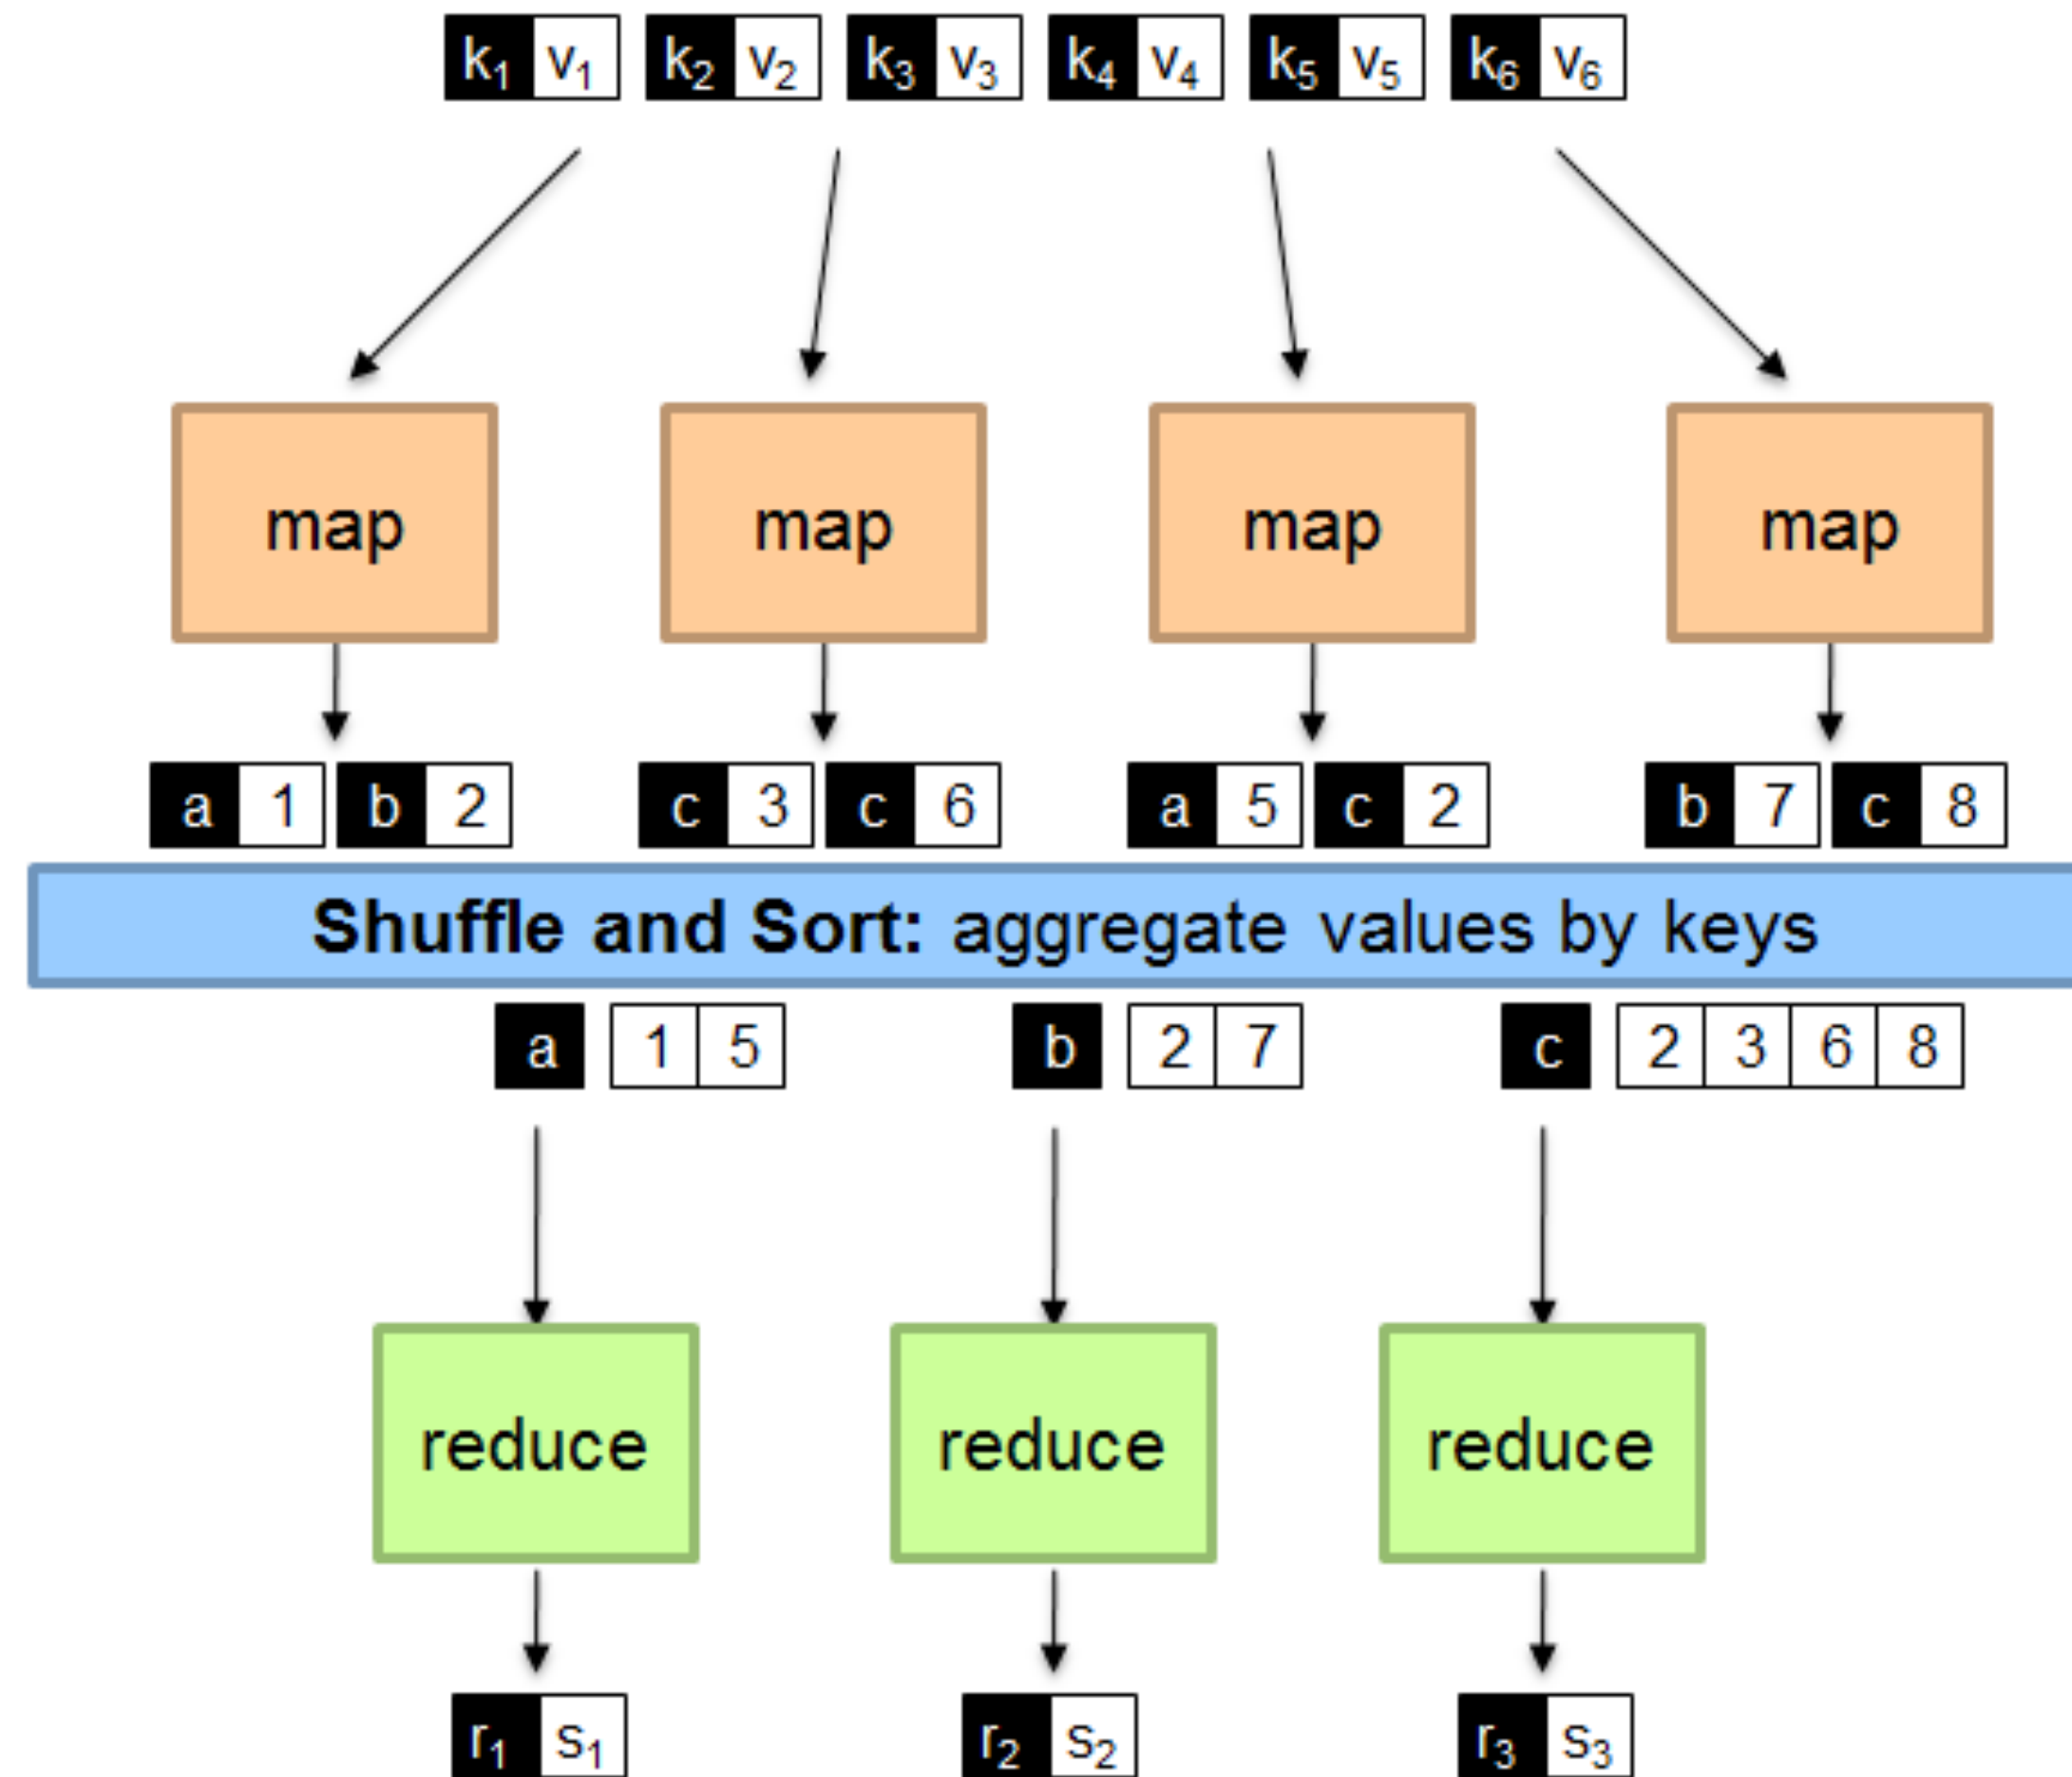 k₁ v₁ k₂ v₂ k₃ v₃ k₄ v₄ k₅ v₅ k₆ v₆
map map map map
a 1 b 2 c 3 c 6 a 5 c 2 b 7 c 8
Shuffle and Sort: aggregate values by keys
a 1 5 b 2 7 c 2 3 6 8
reduce reduce reduce
r₁ s₁ r₂ s₂ r₃ s₃